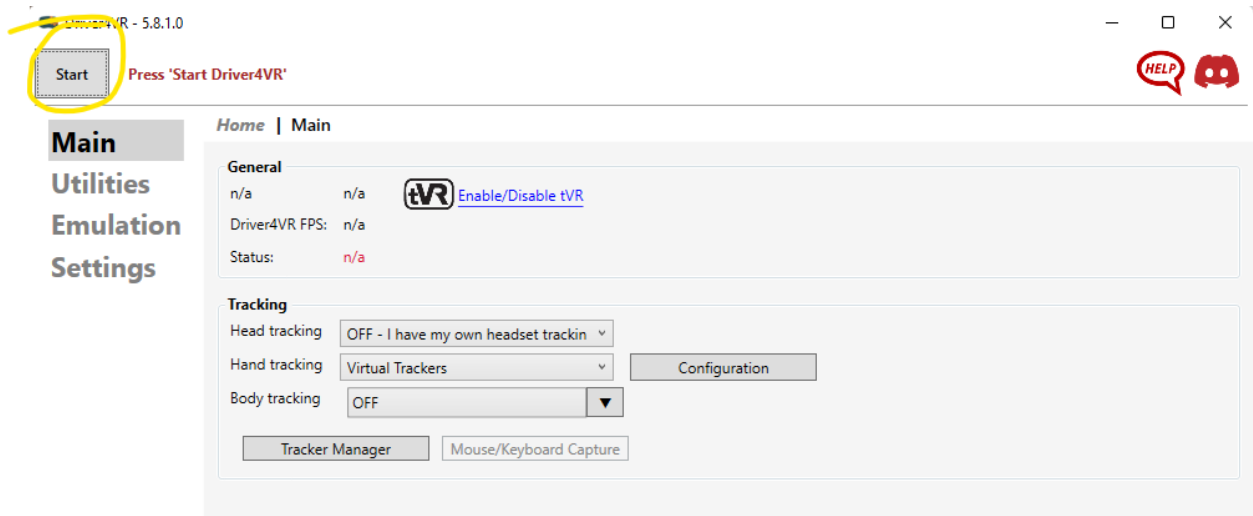 Driver4VR - 5.8.1.0
Start Press 'Start Driver4VR'
HELP
Main
Utilities
Emulation
Settings
Home | Main
General
n/a n/a tVR Enable/Disable tVR
Driver4VR FPS: n/a
Status: n/a
Tracking
Head tracking OFF - I have my own headset trackin
Hand tracking Virtual Trackers Configuration
Body tracking OFF
Tracker Manager Mouse/Keyboard Capture